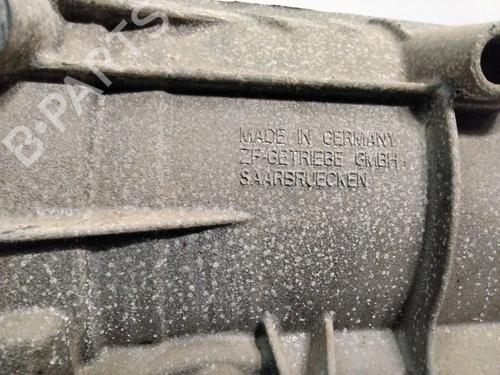 B-PARTS
MADE IN GERMANY
ZF-GETRIEBE GMBH
SAARBRUECKEN